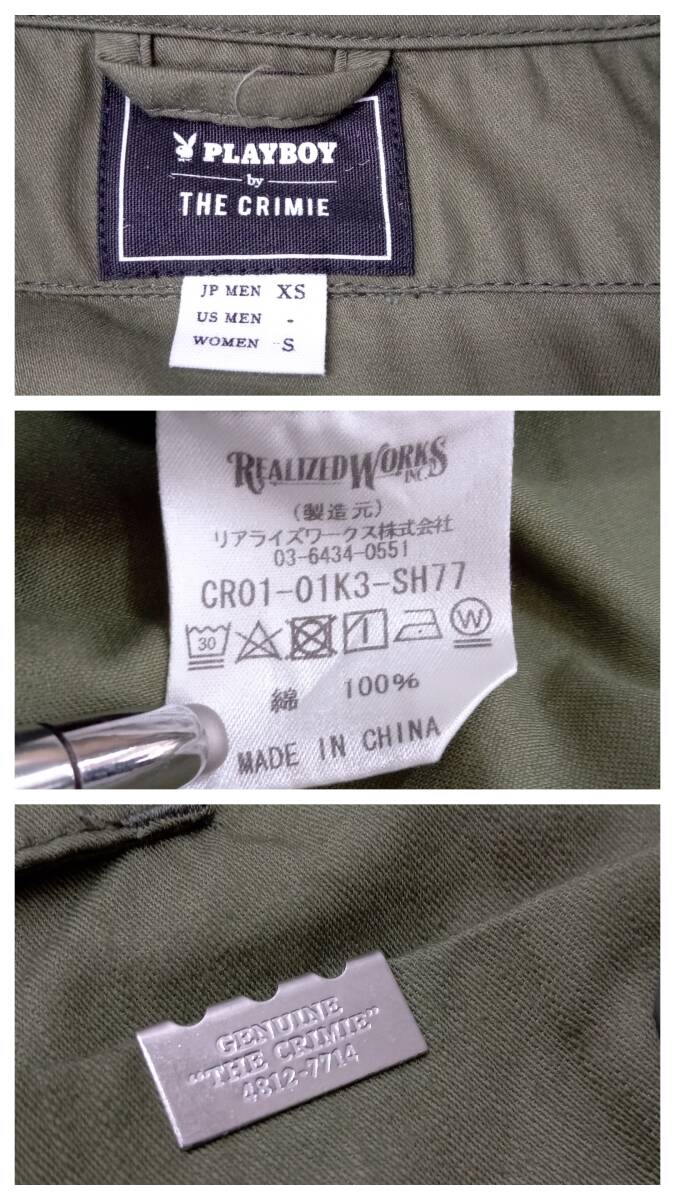 PLAYBOY
by
THE CRIMIE
JP MEN XS
US MEN -
WOMEN S
REALIZED WORKS
INC.
(製造元)
リアライズワークス株式会社
03-6434-0551
CR01-01K3-SH77
30
W
綿 100%
MADE IN CHINA
GENUINE
"THE CRIMIE"
4812-7714